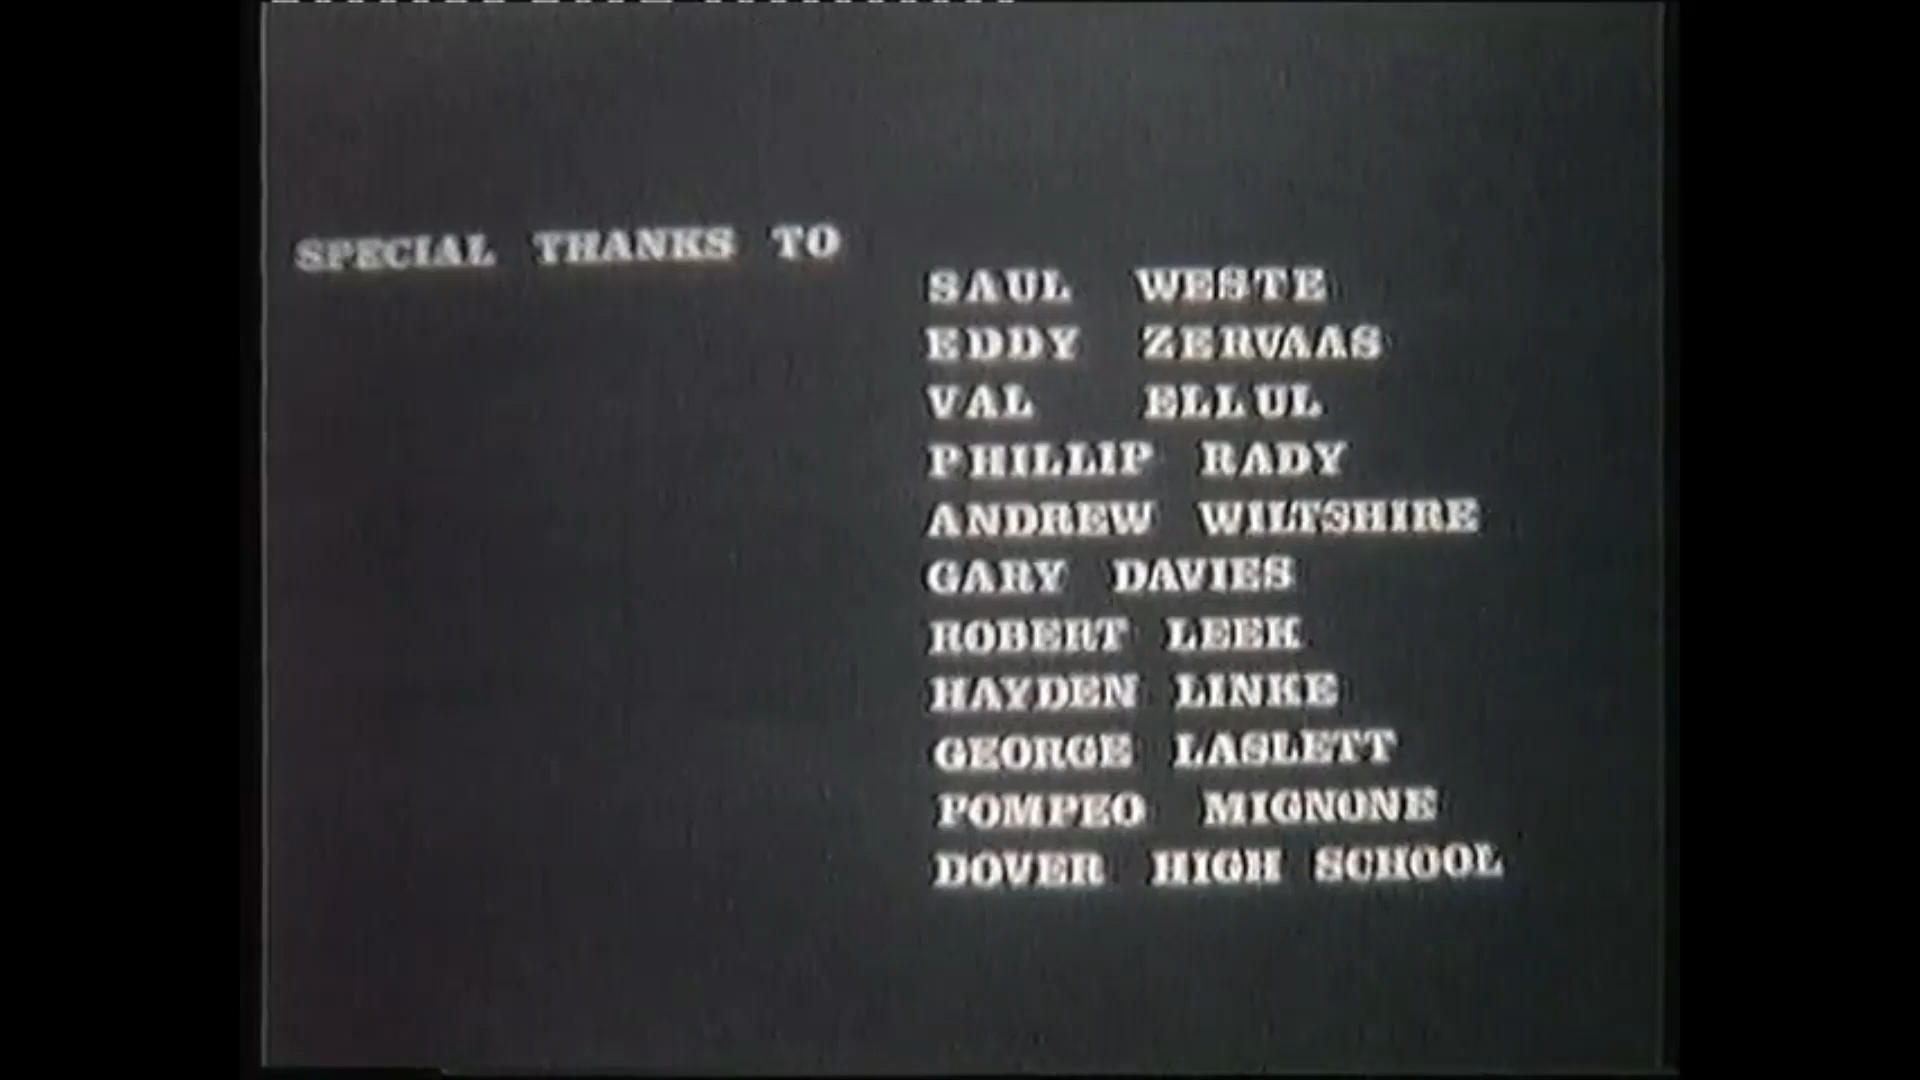 SPECIAL THANKS TO
SAUL WESTE
EDDY ZERVAAS
VAL ELLUL
PHILLIP RADY
ANDREW WILTSHIRE
GARY DAVIES
ROBERT LEEK
HAYDEN LINKE
GEORGE LASLETT
POMPEO MIGNONE
DOVER HIGH SCHOOL